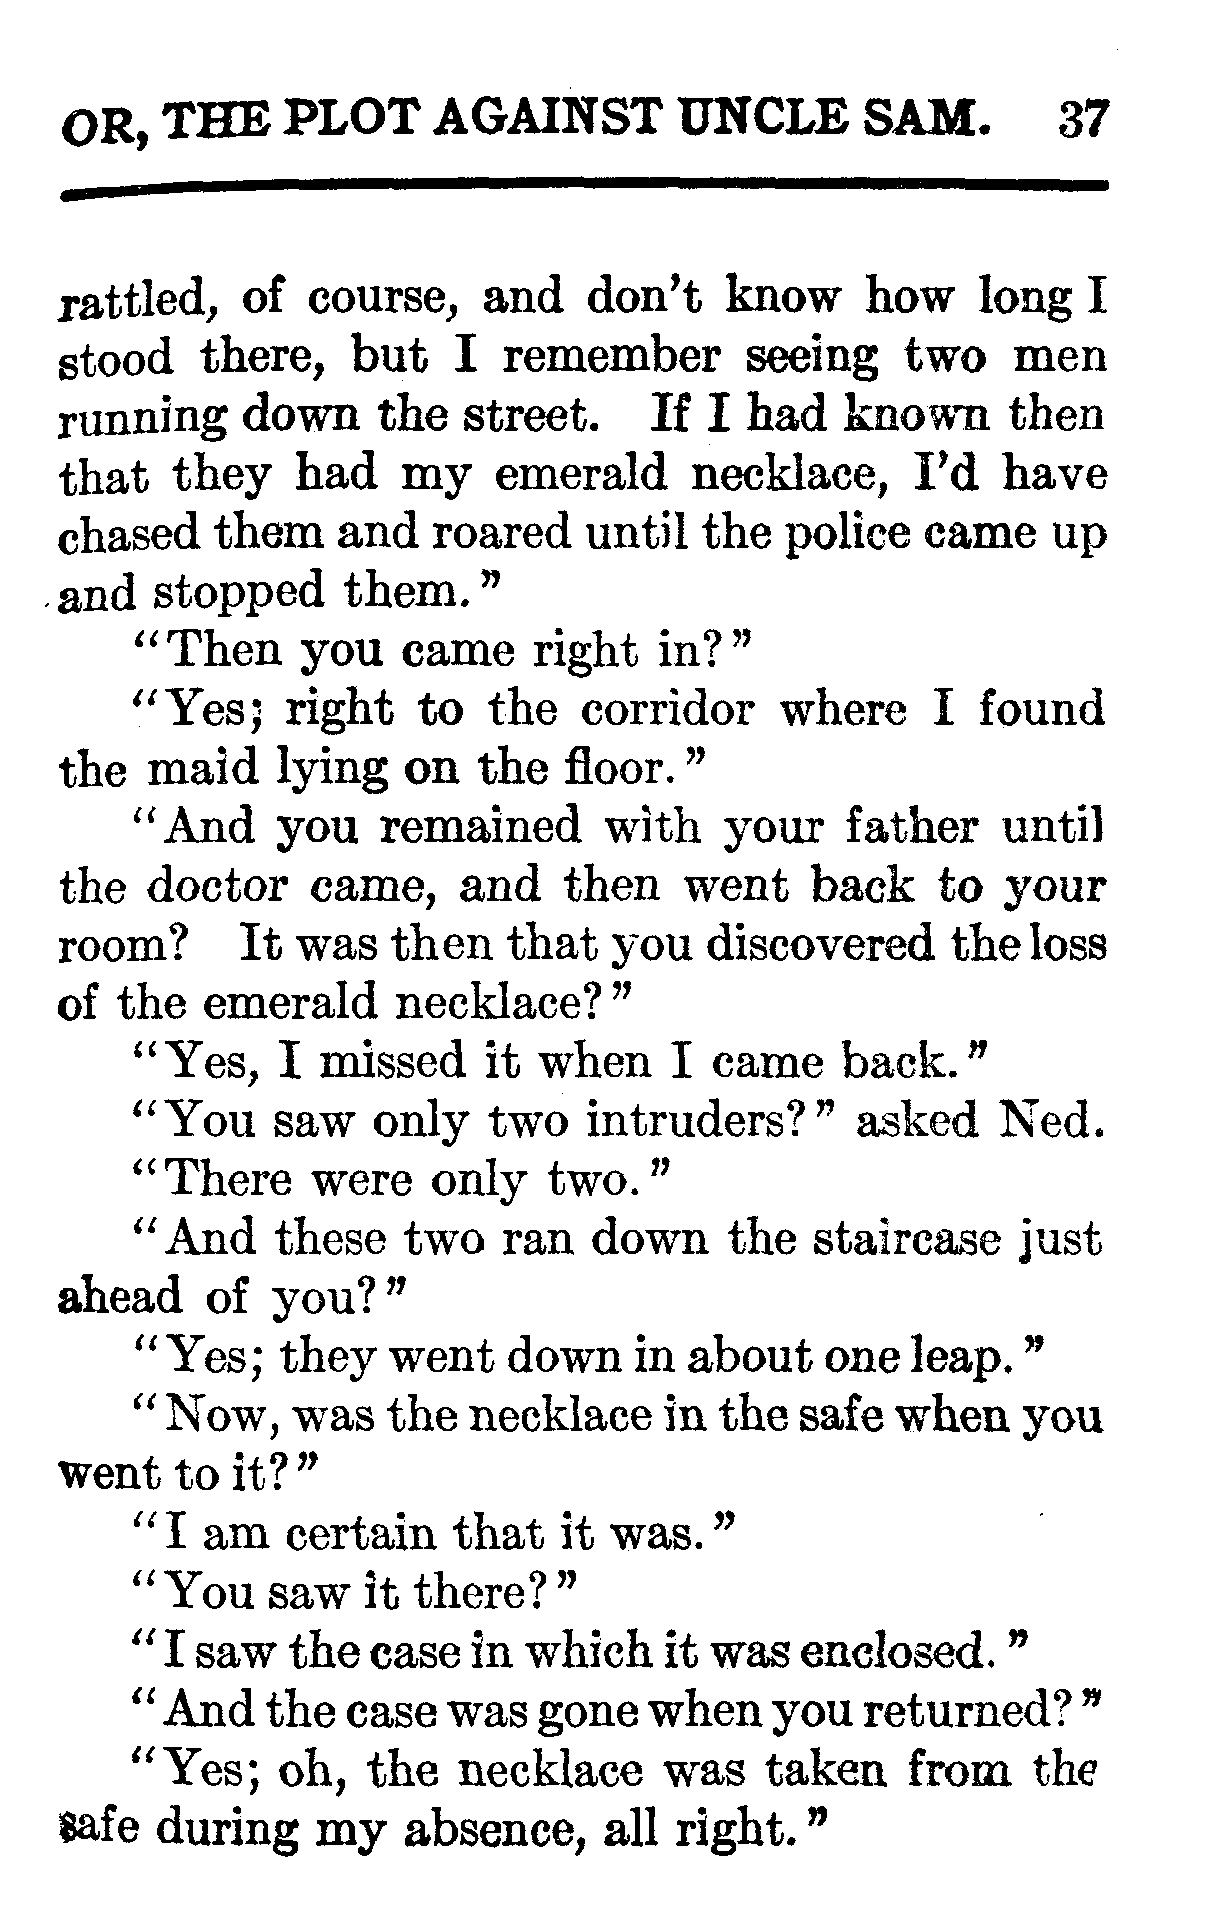 OR, THE PLOT AGAINST UNCLE SAM. 37
rattled, of course, and don't know how long I
stood there, but I remember seeing two men
running down the street. If I had known then
that they had my emerald necklace, I'd have
chased them and roared until the police came up
and stopped them."
"Then you came right in?"
"Yes; right to the corridor where I found
the maid lying on the floor."
"And you remained with your father until
the doctor came, and then went back to your
room? It was then that you discovered the loss
of the emerald necklace?"
"Yes, I missed it when I came back."
"You saw only two intruders?" asked Ned.
"There were only two."
"And these two ran down the staircase just
ahead of you?"
"Yes; they went down in about one leap."
"Now, was the necklace in the safe when you
went to it?"
"I am certain that it was."
"You saw it there?"
"I saw the case in which it was enclosed."
"And the case was gone when you returned?"
"Yes; oh, the necklace was taken from the
safe during my absence, all right."